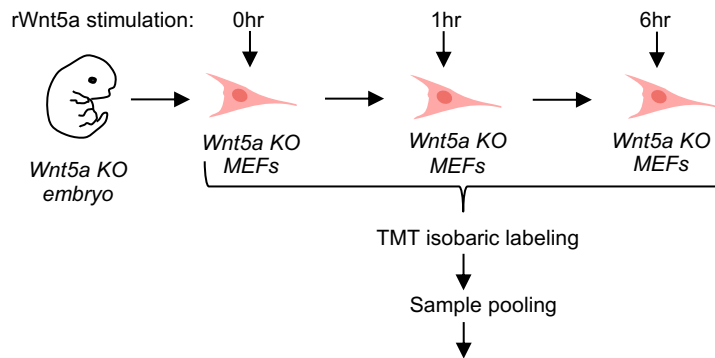 rWnt5a stimulation: 0hr 1hr 6hr
Wnt5a KO
embryo
Wnt5a KO
MEFs
Wnt5a KO
MEFs
Wnt5a KO
MEFs
TMT isobaric labeling
Sample pooling